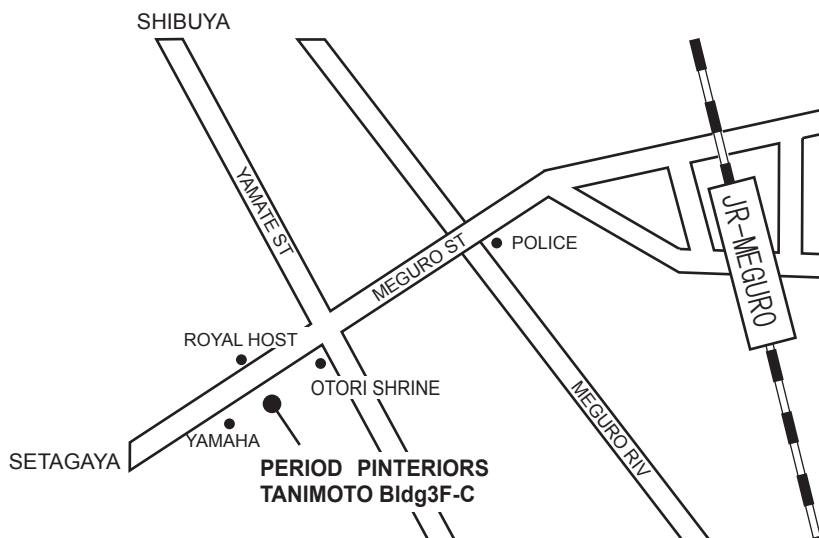 SHIBUYA
YAMATE ST
MEGURO ST
POLICE
JR-MEGURO
ROYAL HOST
OTORI SHRINE
MEGURO RIV
YAMAHA
SETAGAYA
PERIOD PINTERIORS
TANIMOTO Bldg3F-C